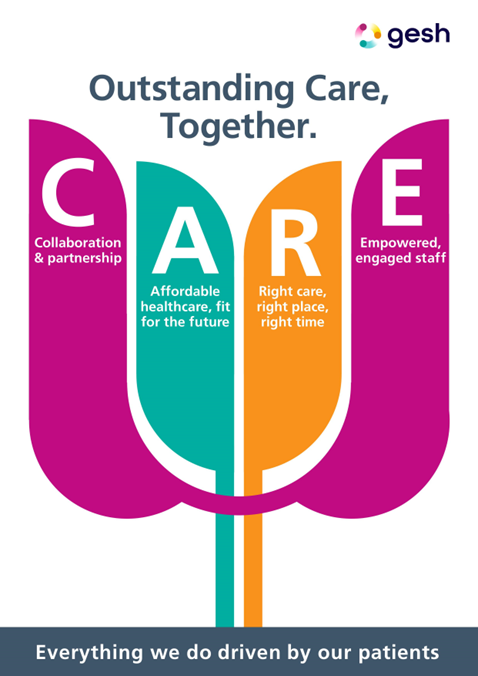 gesh
Outstanding Care,
Together.
C
Collaboration
& partnership
A
Affordable
healthcare, fit
for the future
R
Right care,
right place,
right time
E
Empowered,
engaged staff
Everything we do driven by our patients